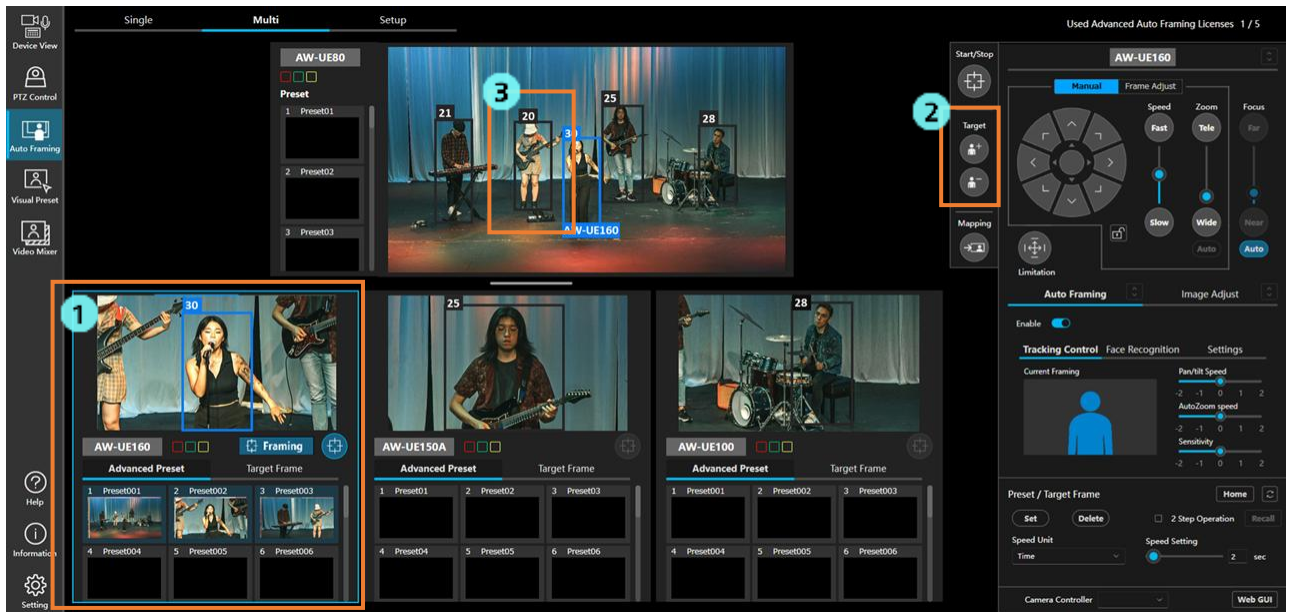 Single Multi Setup
Used Advanced Auto Framing Licenses 1 / 5
Device View
PTZ Control
Auto Framing
Visual Preset
Video Mixer
Help
Information
Setting
AW-UE80
Preset
1 Preset01
2 Preset02
3 Preset03
21
3
20
30
25
28
AW-UE160
Start/Stop
2
Target
Mapping
1
30
AW-UE160
Framing
Advanced Preset Target Frame
1 Preset001 2 Preset002 3 Preset003
4 Preset004 5 Preset005 6 Preset006
25
AW-UE150A
Advanced Preset Target Frame
1 Preset01 2 Preset02 3 Preset03
4 Preset04 5 Preset05 6 Preset06
28
AW-UE100
Advanced Preset Target Frame
1 Preset001 2 Preset002 3 Preset003
4 Preset004 5 Preset005 6 Preset006
AW-UE160
Manual Frame Adjust
Speed Zoom Focus
Fast Tele Far
Slow Wide Near
Auto Auto
Limitation
Auto Framing Image Adjust
Enable
Tracking Control Face Recognition Settings
Current Framing
Pan/tilt Speed
-2 -1 0 1 2
AutoZoom speed
-2 -1 0 1 2
Sensitivity
-2 -1 0 1 2
Preset / Target Frame Home
Set Delete 2 Step Operation Recall
Speed Unit Speed Setting
Time 2 sec
Camera Controller Web GUI